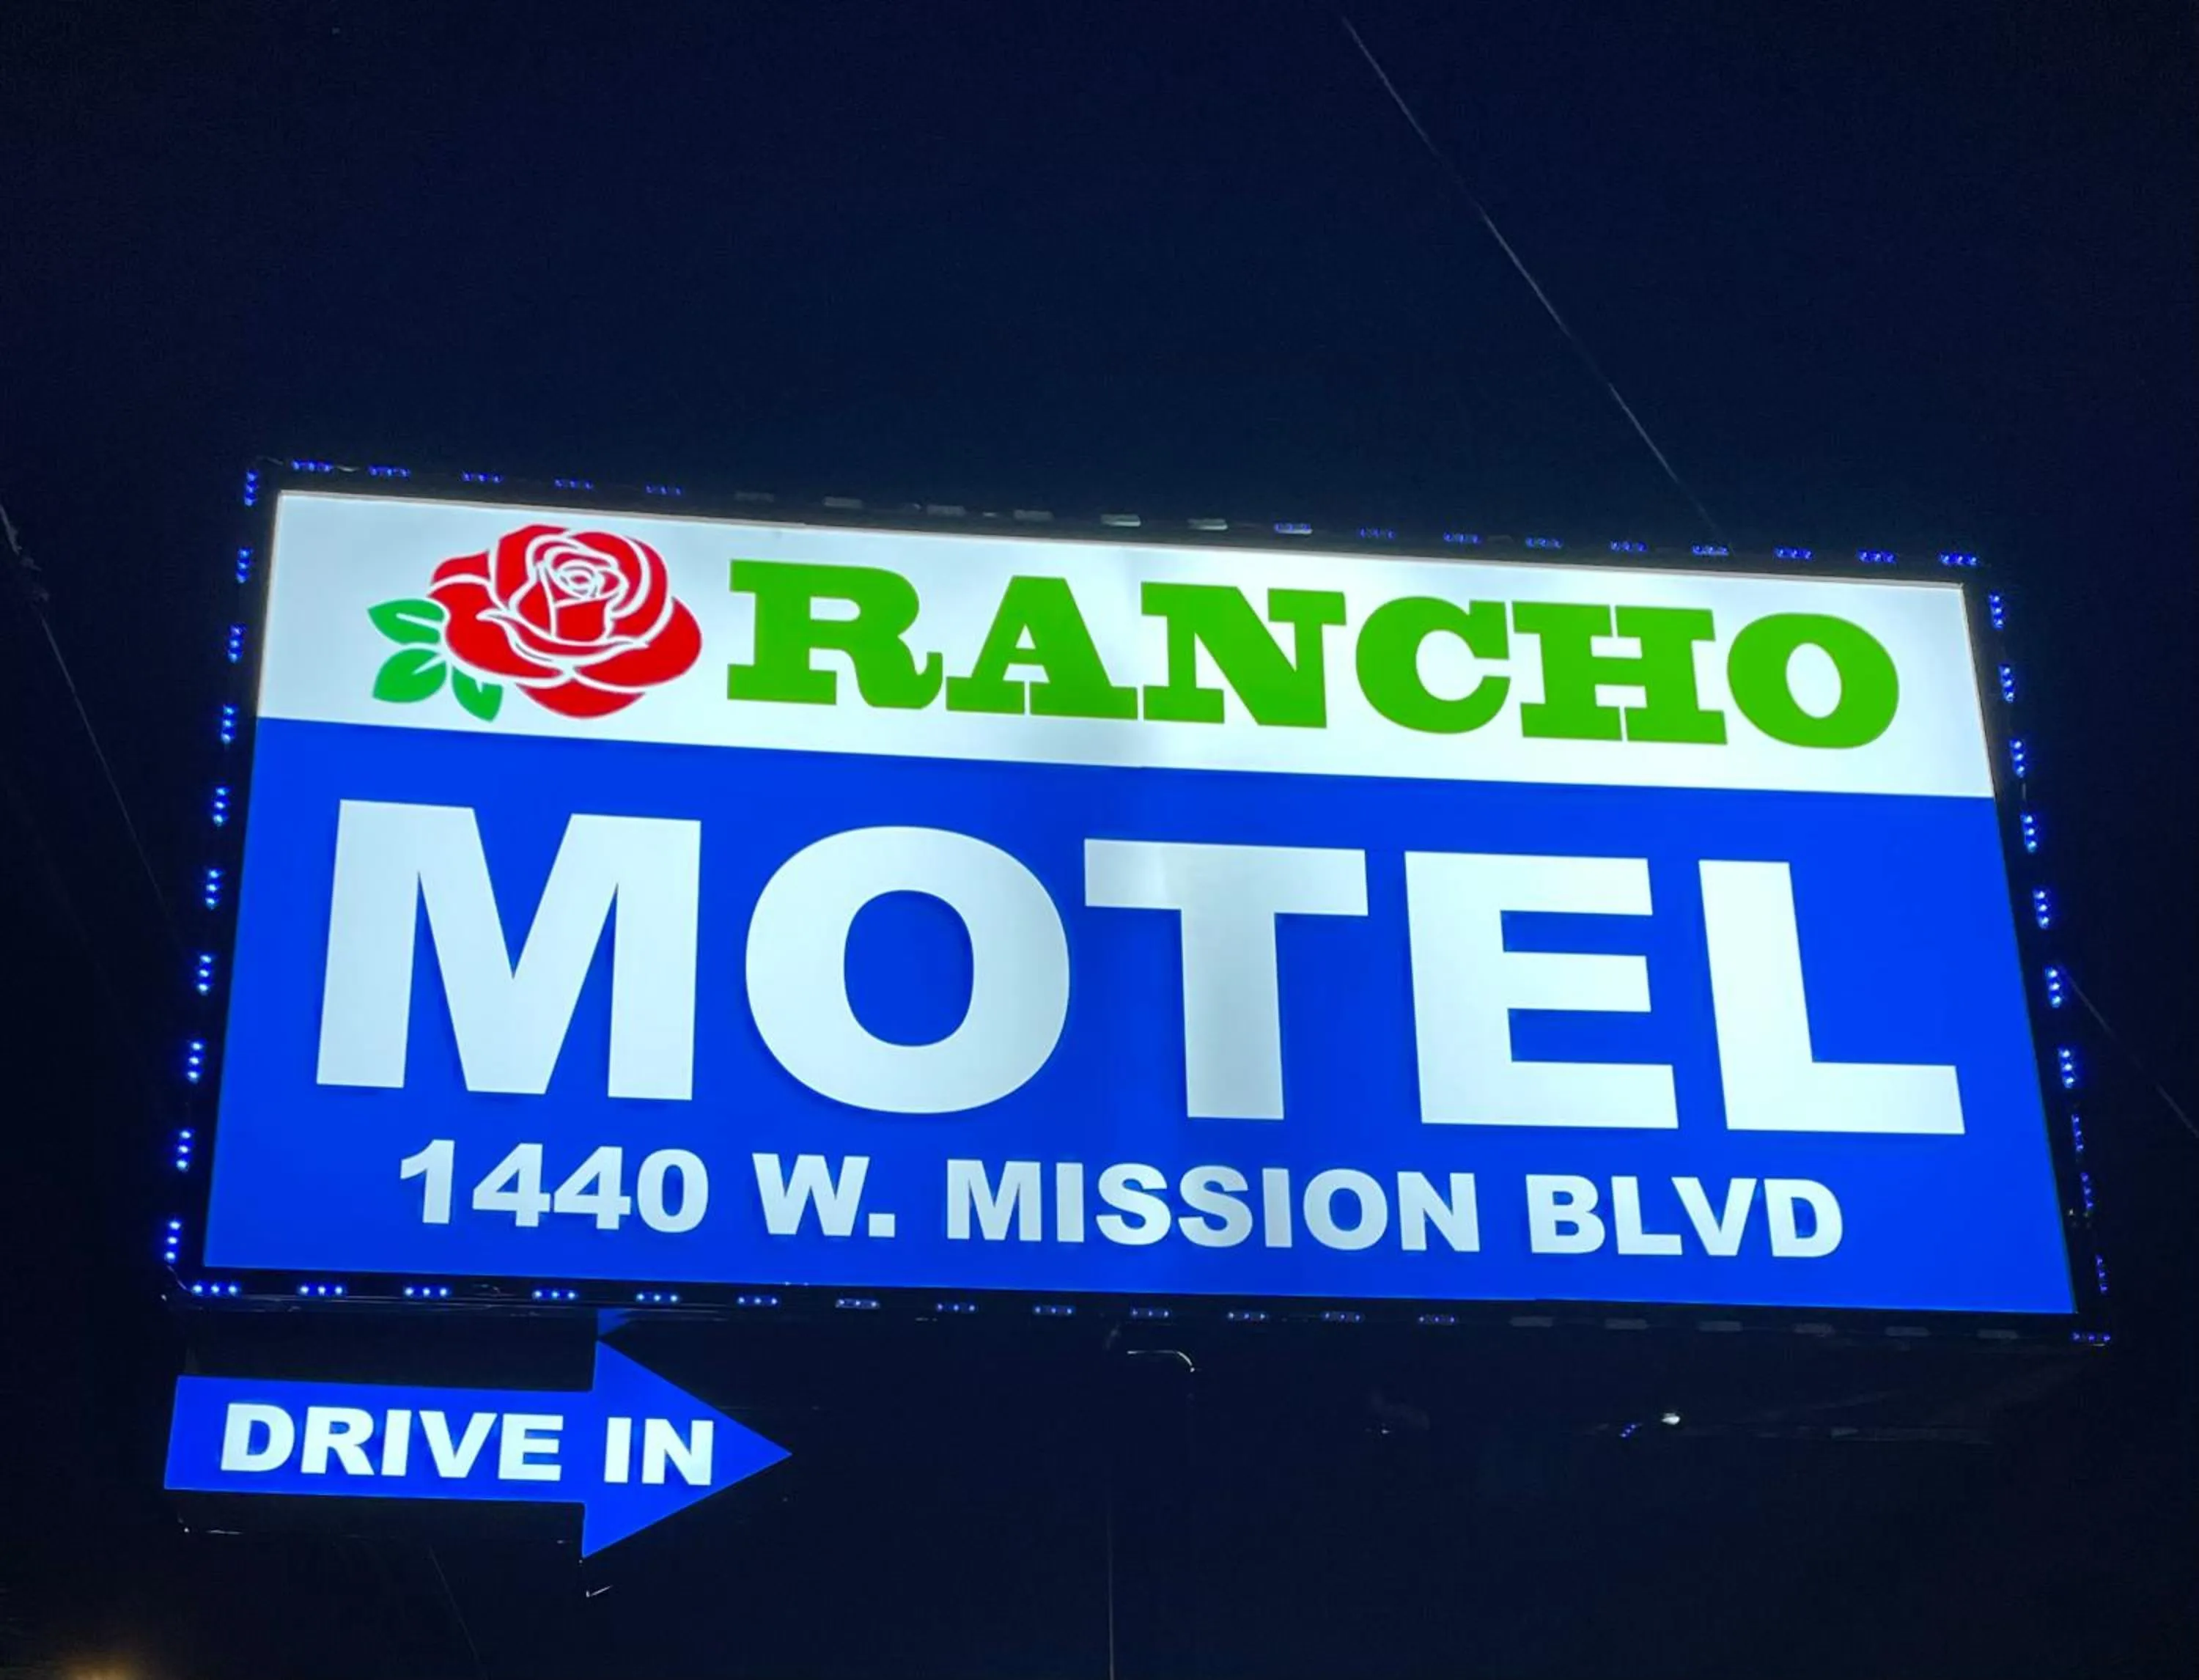 RANCHO
MOTEL
1440 W. MISSION BLVD
DRIVE IN